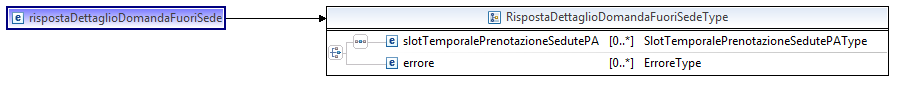 rispostaDettaglioDomandaFuoriSede
RispostaDettaglioDomandaFuoriSedeType
slotTemporalePrenotazioneSedutePA [0..*] SlotTemporalePrenotazioneSedutePAType
errore [0..*] ErroreType